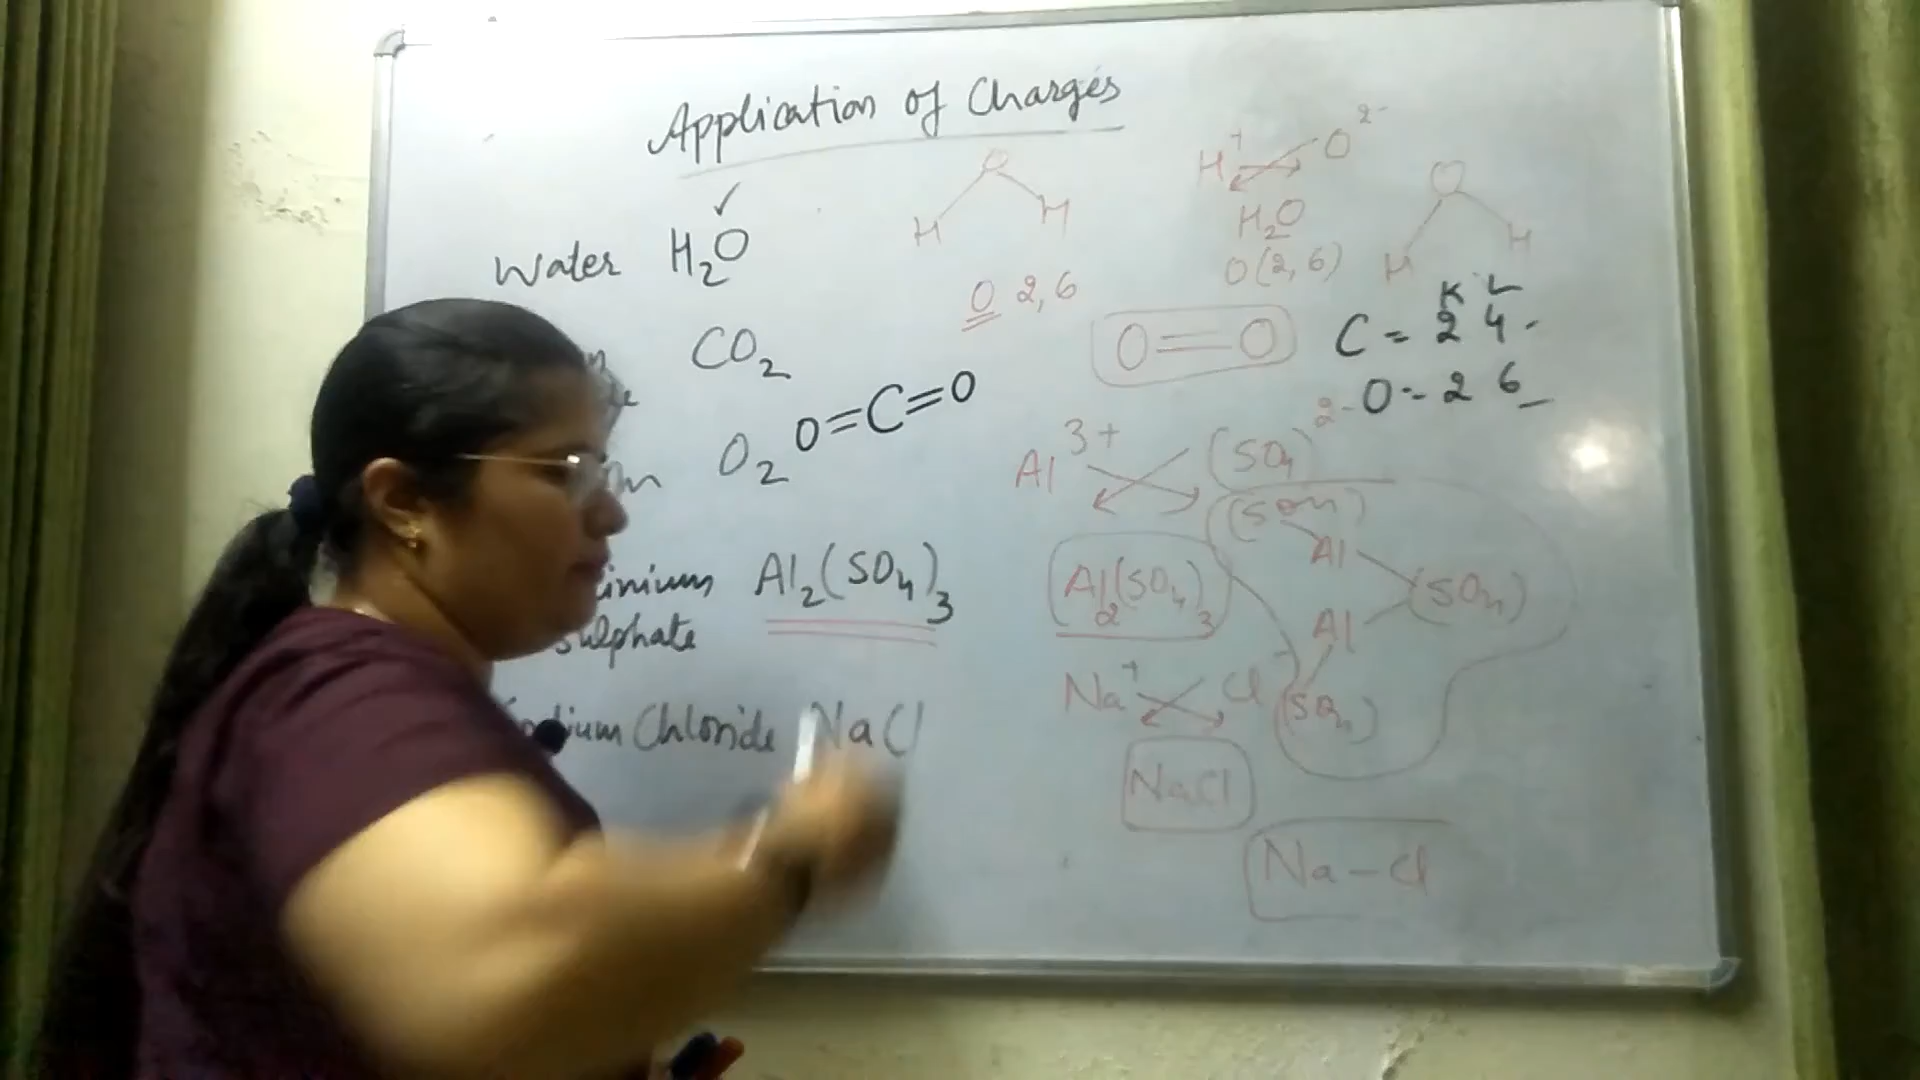 Application of Charges
Water H2O
CO2
O=C=O
O2
Al2(SO4)3
sulphate
Chloride NaCl
O
H H
O 2,6
H+ O2-
H2O
O(2,6)
O
H H
O=O
K L
C = 2 4
O - 2 6
Al3+ (SO4)2-
Al2(SO4)3
(SO4)
Al
(SO4)
Al
(SO4)
Na+ Cl-
NaCl
Na-Cl